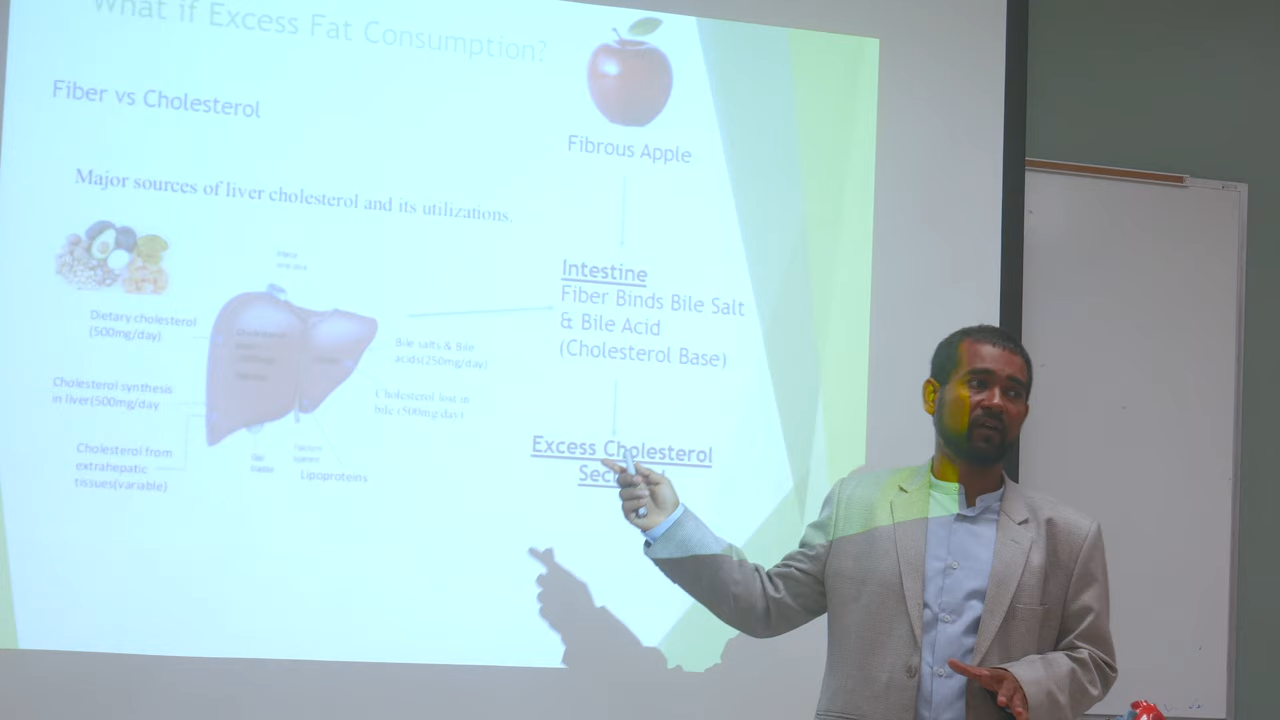 What if Excess Fat Consumption?
Fiber vs Cholesterol
Fibrous Apple
Major sources of liver cholesterol and its utilizations.
Dietary cholesterol
(500mg/day)
Cholesterol synthesis
in liver(500mg/day
Cholesterol from
extrahepatic
tissues(variable)
Bile salts & Bile
acids(250mg/day)
Cholesterol lost in
bile (500mg day)
Gall
bladder
Lipoproteins
Intestine
Fiber Binds Bile Salt
& Bile Acid
(Cholesterol Base)
Excess Cholesterol